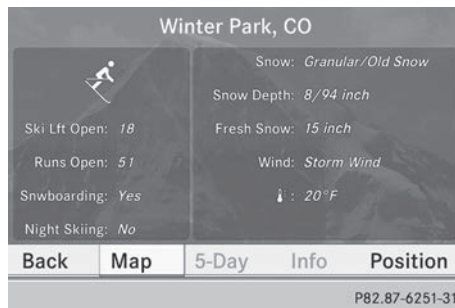 Winter Park, CO
Ski Lft Open: 18
Runs Open: 51
Snwboarding: Yes
Night Skiing: No
Snow: Granular/Old Snow
Snow Depth: 8/94 inch
Fresh Snow: 15 inch
Wind: Storm Wind
: 20°F
Back Map 5-Day Info Position
P82.87-6251-31